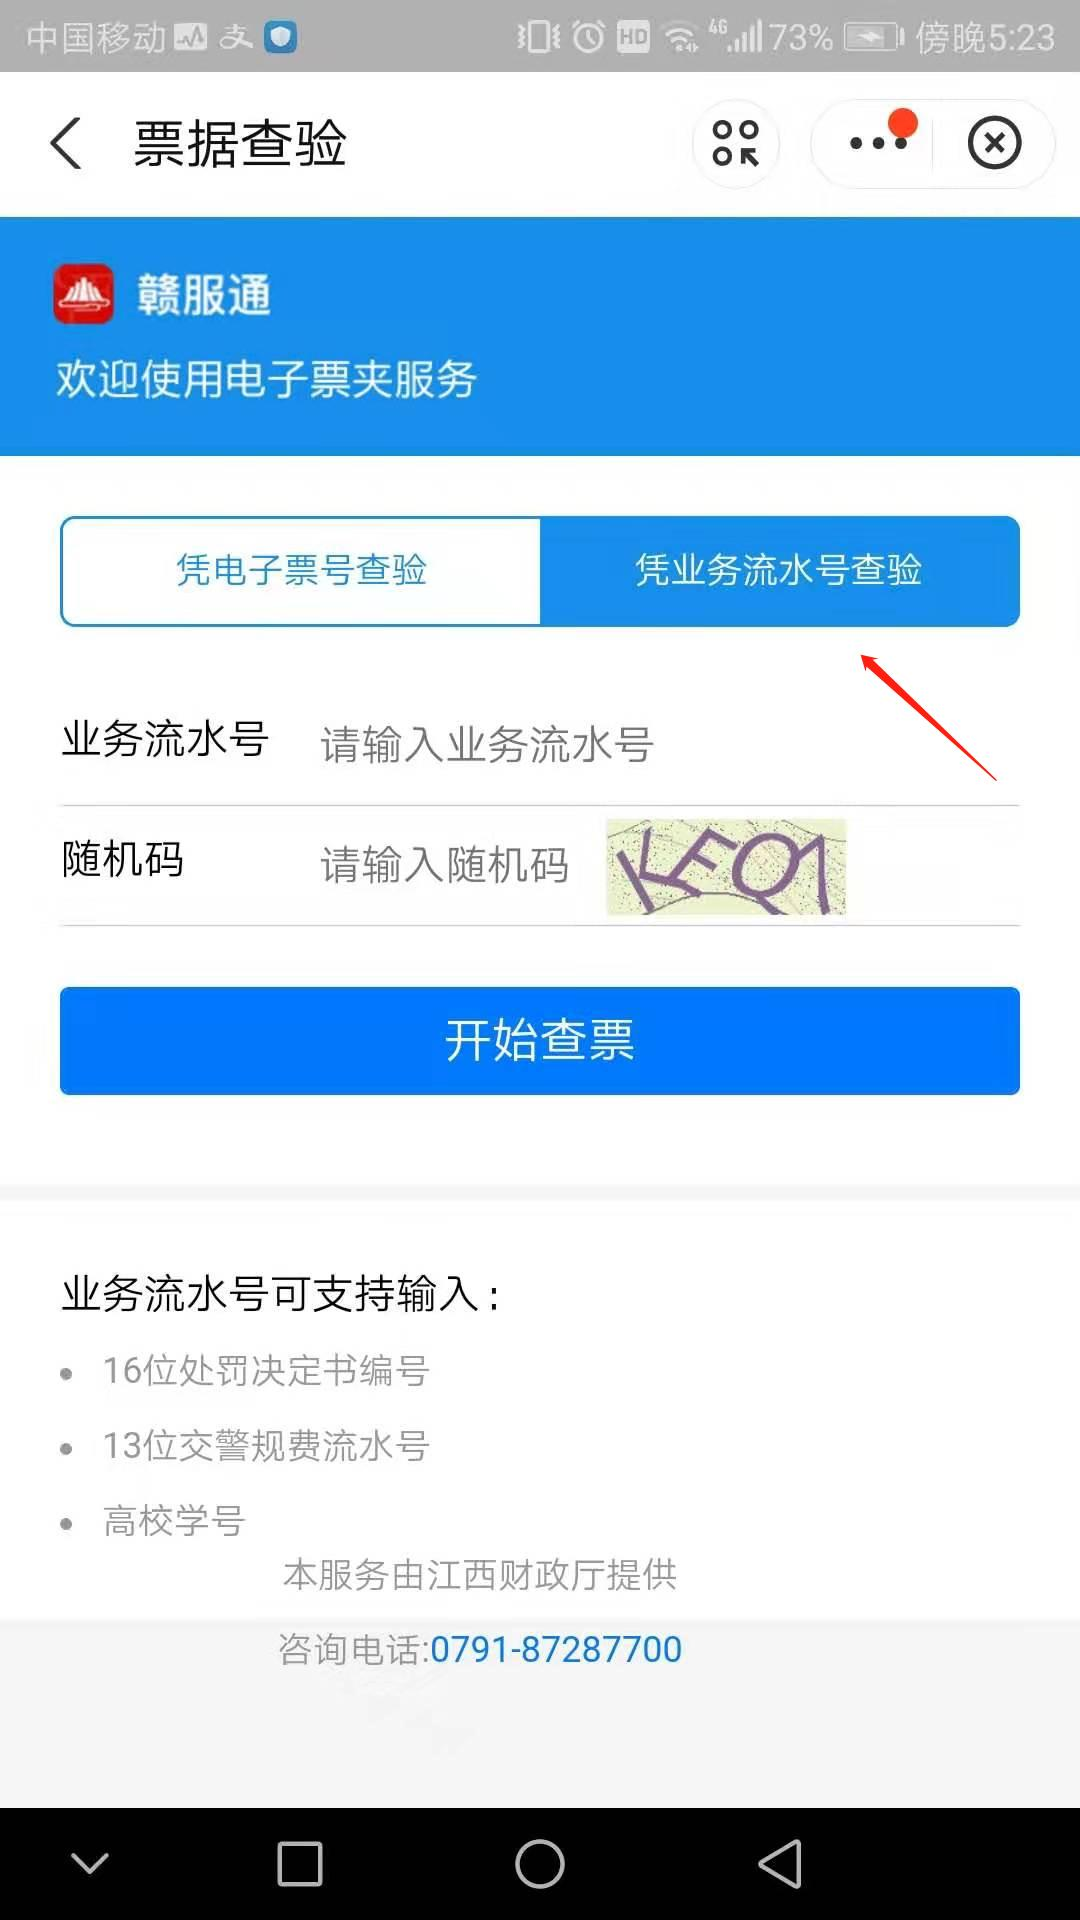 中国移动 HD 4G 73% 傍晚5:23
票据查验
赣服通
欢迎使用电子票夹服务
凭电子票号查验 凭业务流水号查验
业务流水号 请输入业务流水号
随机码 请输入随机码
开始查票
业务流水号可支持输入:
16位处罚决定书编号
13位交警规费流水号
高校学号
本服务由江西财政厅提供
咨询电话:0791-87287700